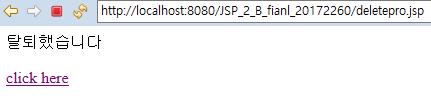 http://localhost:8080/JSP_2_B_fianl_20172260/deletepro.jsp
탈퇴했습니다
click here